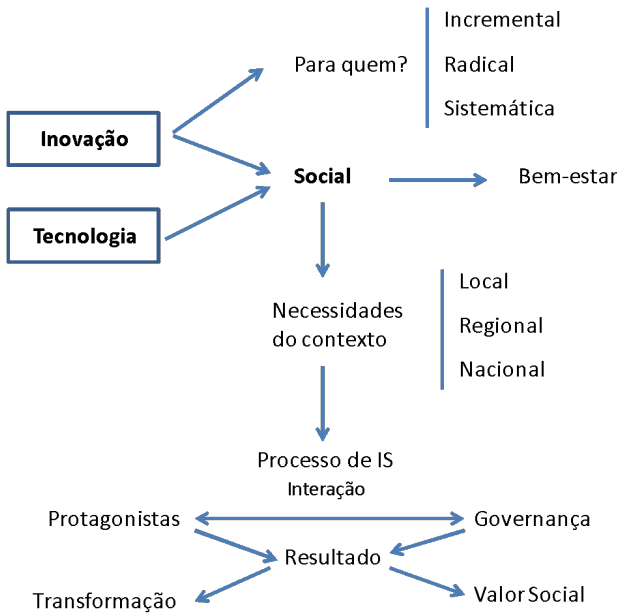 Incremental
Para quem?
Radical
Sistemática
Inovação
Social
Bem-estar
Tecnologia
Necessidades
do contexto
Local
Regional
Nacional
Processo de IS
Interação
Protagonistas
Governança
Resultado
Transformação
Valor Social